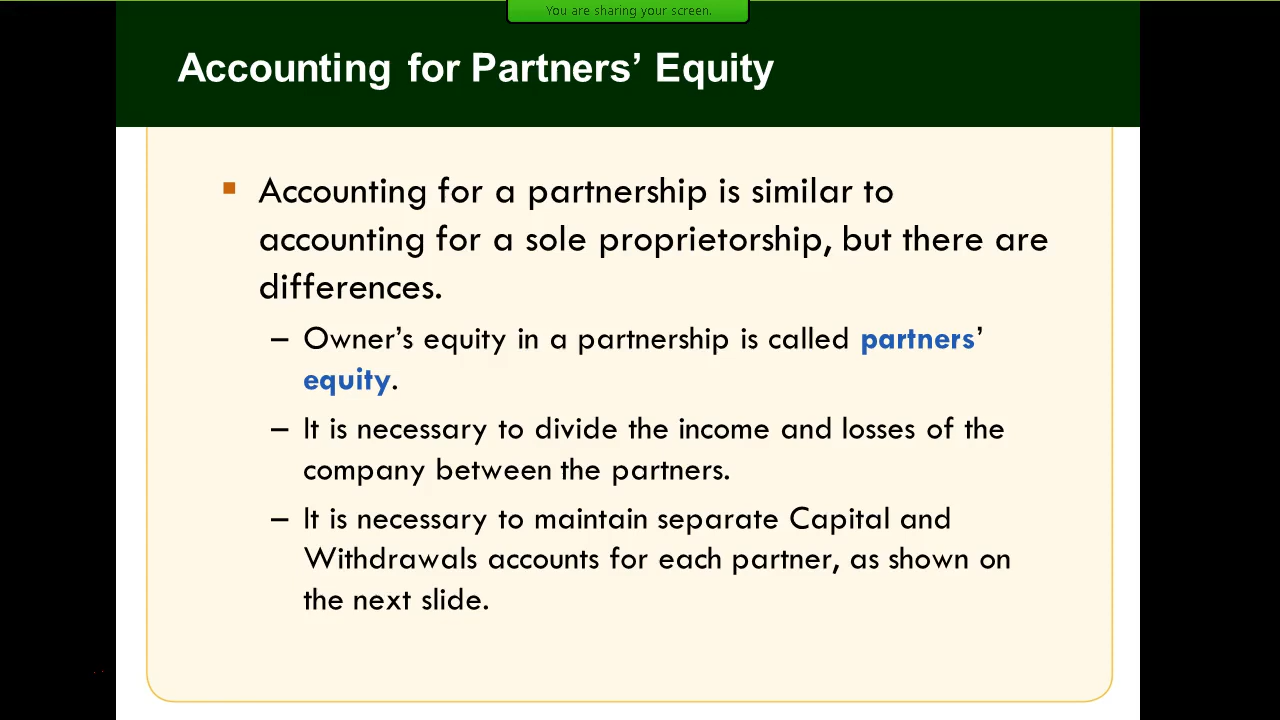 You are sharing your screen.
Accounting for Partners’ Equity
▪ Accounting for a partnership is similar to
accounting for a sole proprietorship, but there are
differences.
– Owner’s equity in a partnership is called partners’
equity.
– It is necessary to divide the income and losses of the
company between the partners.
– It is necessary to maintain separate Capital and
Withdrawals accounts for each partner, as shown on
the next slide.